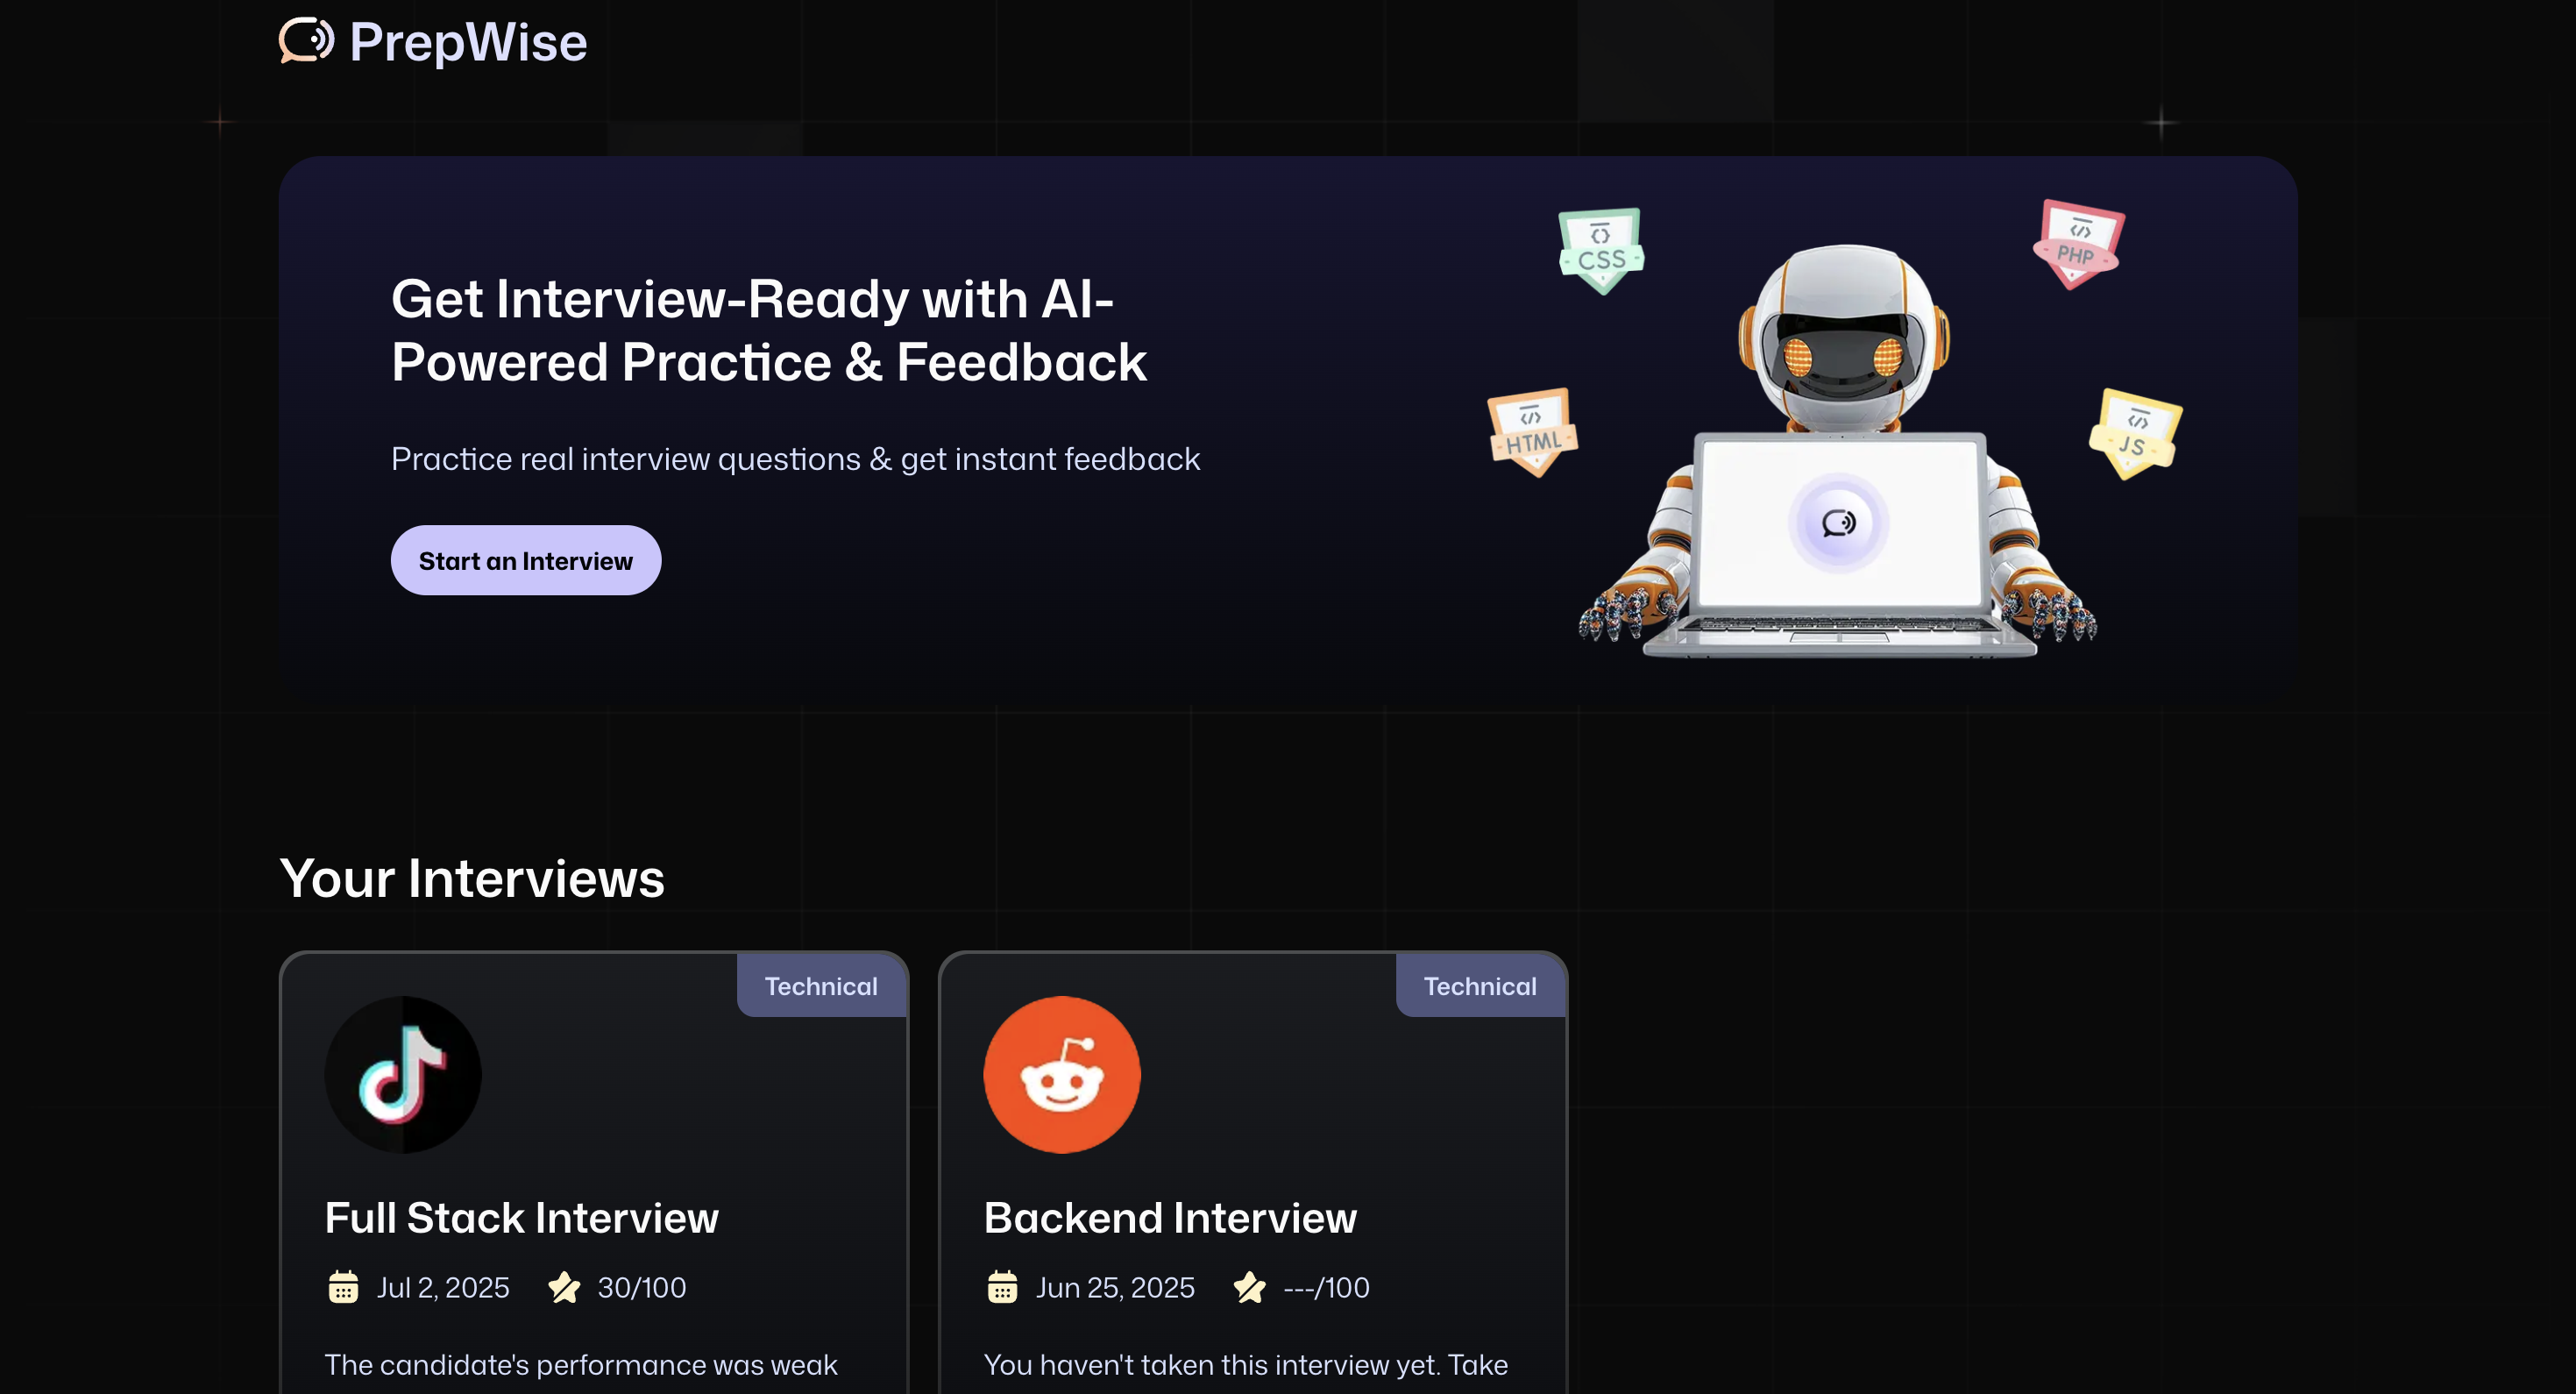 PrepWise
Get Interview-Ready with AI-
Powered Practice & Feedback
Practice real interview questions & get instant feedback
Start an Interview
CSS
PHP
HTML
JS
Your Interviews
Technical
Full Stack Interview
Jul 2, 2025 30/100
The candidate's performance was weak
Technical
Backend Interview
Jun 25, 2025 ---/100
You haven't taken this interview yet. Take